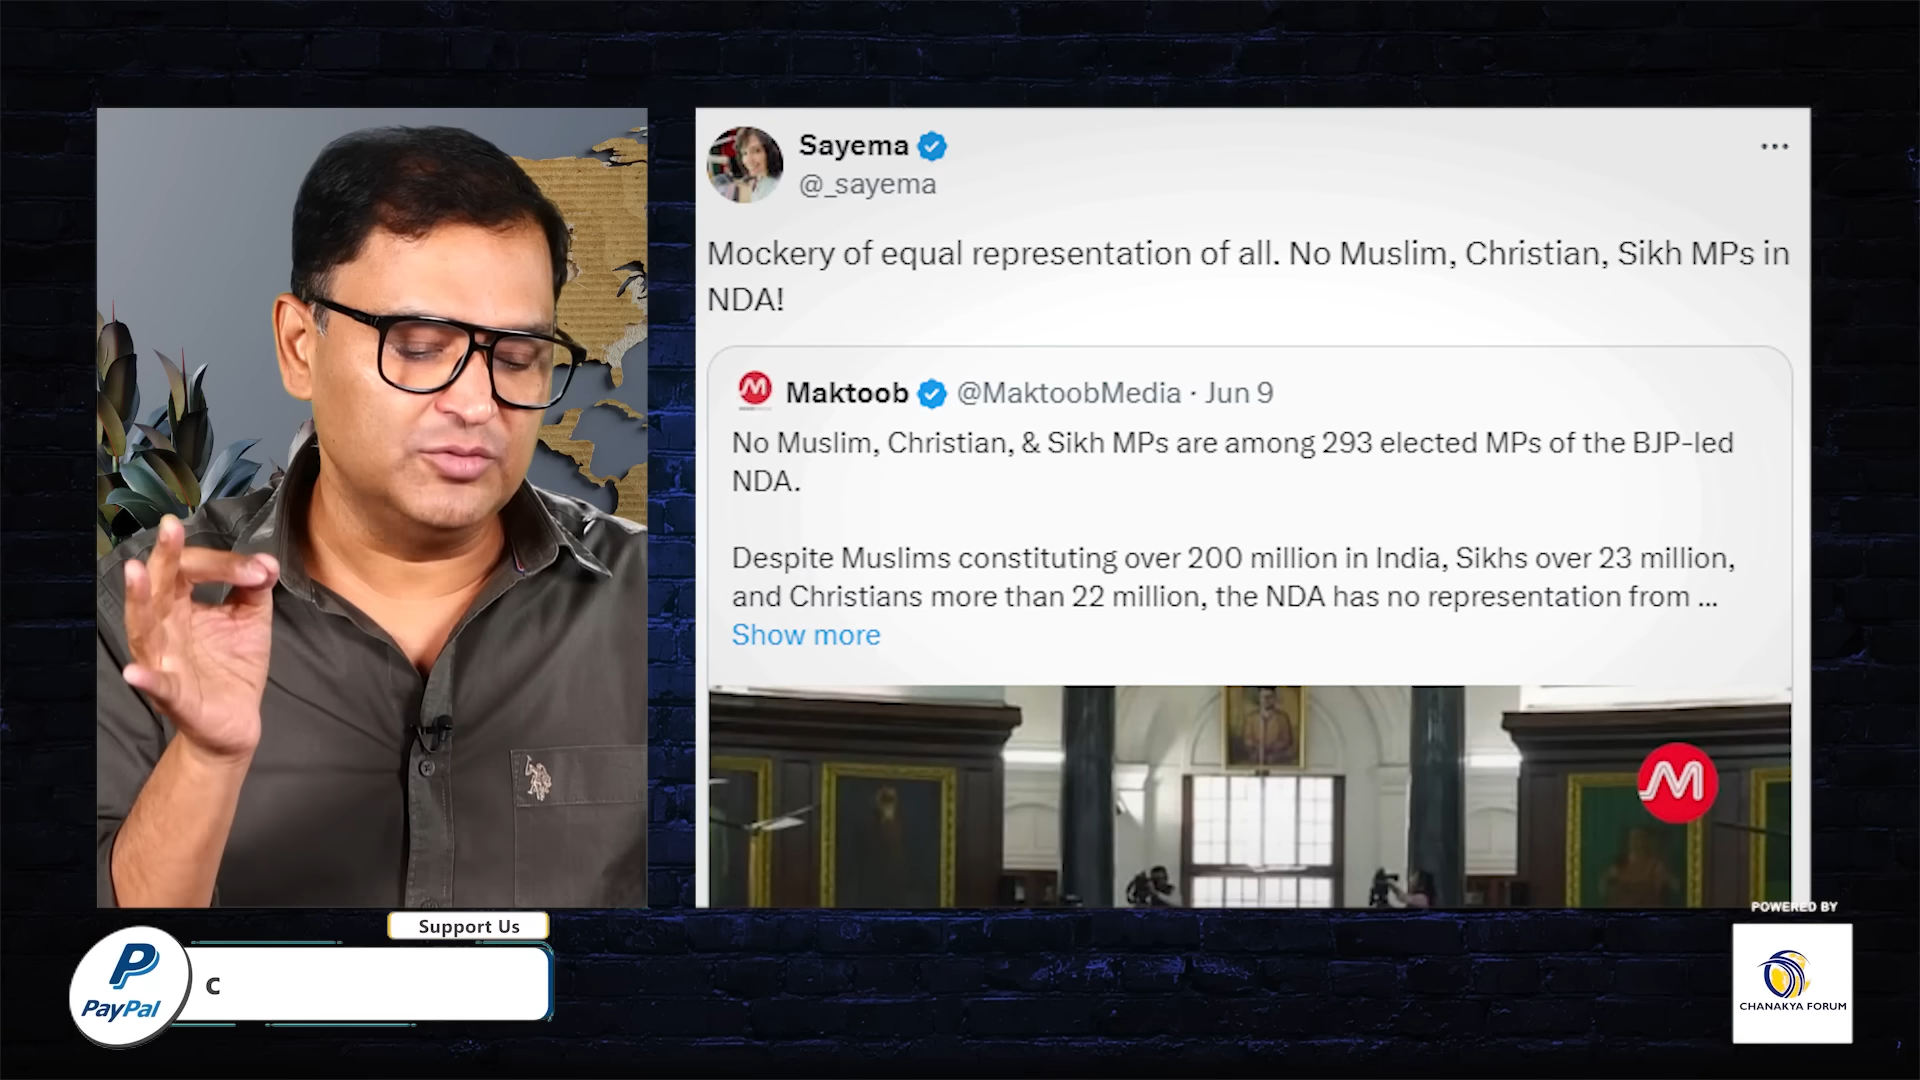 Sayema
@_sayema
Mockery of equal representation of all. No Muslim, Christian, Sikh MPs in
NDA!
Maktoob @MaktoobMedia · Jun 9
No Muslim, Christian, & Sikh MPs are among 293 elected MPs of the BJP-led
NDA.
Despite Muslims constituting over 200 million in India, Sikhs over 23 million,
and Christians more than 22 million, the NDA has no representation from ...
Show more
Support Us
PayPal
C
POWERED BY
CHANAKYA FORUM